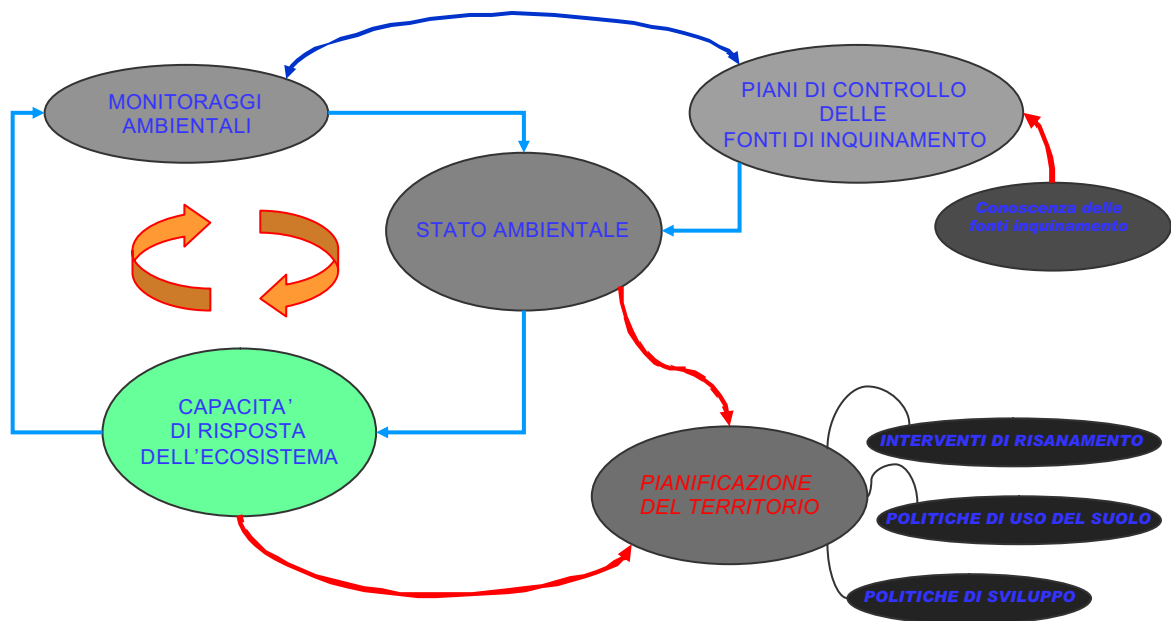 MONITORAGGI
AMBIENTALI
PIANI DI CONTROLLO
DELLE
FONTI DI INQUINAMENTO
Conoscenza delle
fonti inquinamento
STATO AMBIENTALE
CAPACITA’
DI RISPOSTA
DELL’ECOSISTEMA
PIANIFICAZIONE
DEL TERRITORIO
INTERVENTI DI RISANAMENTO
POLITICHE DI USO DEL SUOLO
POLITICHE DI SVILUPPO